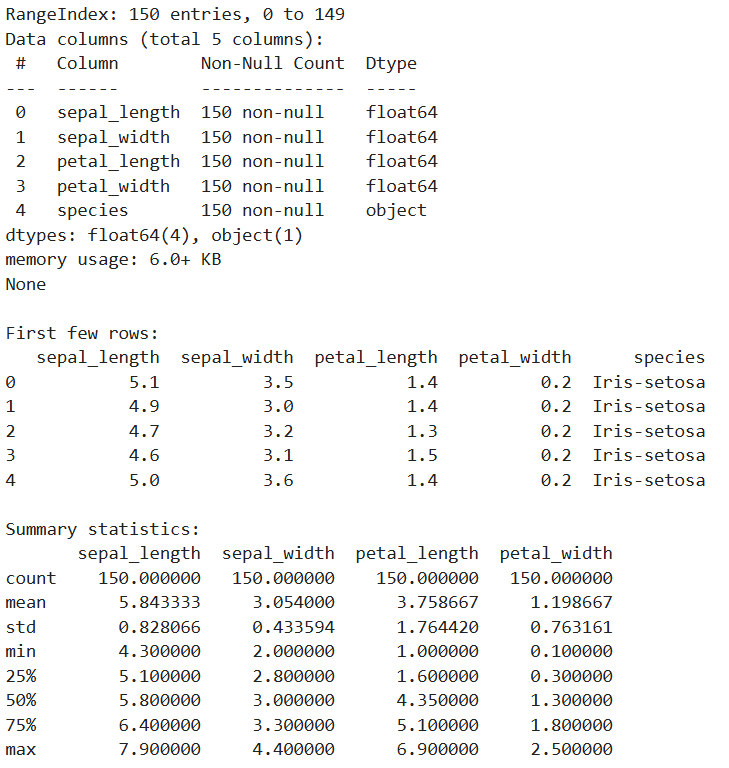 RangeIndex: 150 entries, 0 to 149
Data columns (total 5 columns):
 #   Column        Non-Null Count  Dtype
---  ------        --------------  -----
 0   sepal_length  150 non-null    float64
 1   sepal_width   150 non-null    float64
 2   petal_length  150 non-null    float64
 3   petal_width   150 non-null    float64
 4   species       150 non-null    object
dtypes: float64(4), object(1)
memory usage: 6.0+ KB
None

First few rows:
   sepal_length  sepal_width  petal_length  petal_width      species
0           5.1          3.5           1.4          0.2  Iris-setosa
1           4.9          3.0           1.4          0.2  Iris-setosa
2           4.7          3.2           1.3          0.2  Iris-setosa
3           4.6          3.1           1.5          0.2  Iris-setosa
4           5.0          3.6           1.4          0.2  Iris-setosa

Summary statistics:
       sepal_length  sepal_width  petal_length  petal_width
count    150.000000   150.000000    150.000000   150.000000
mean       5.843333     3.054000      3.758667     1.198667
std        0.828066     0.433594      1.764420     0.763161
min        4.300000     2.000000      1.000000     0.100000
25%        5.100000     2.800000      1.600000     0.300000
50%        5.800000     3.000000      4.350000     1.300000
75%        6.400000     3.300000      5.100000     1.800000
max        7.900000     4.400000      6.900000     2.500000